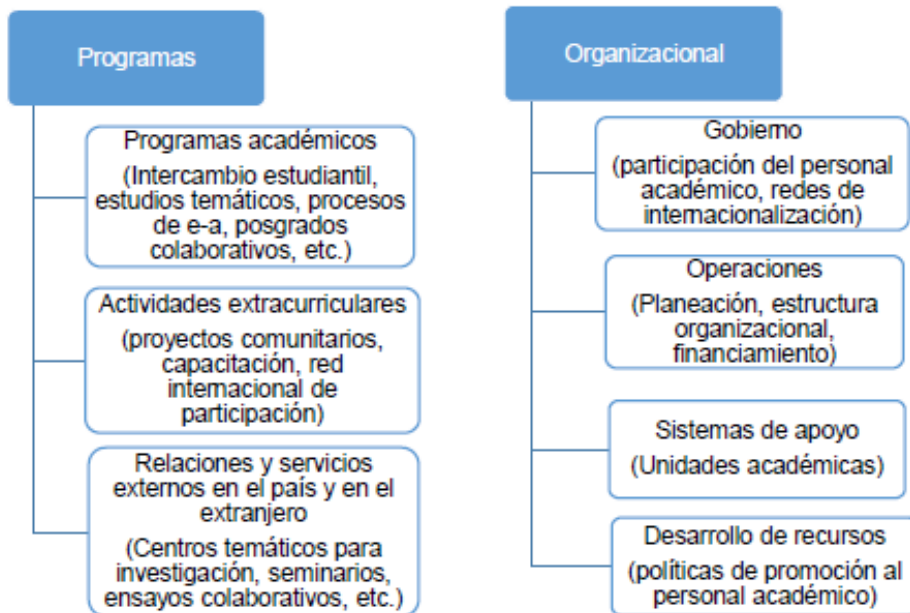 Programas
Programas académicos
(Intercambio estudiantil,
estudios temáticos, procesos
de e-a, posgrados
colaborativos, etc.)
Actividades extracurriculares
(proyectos comunitarios,
capacitación, red
internacional de
participación)
Relaciones y servicios
externos en el país y en el
extranjero
(Centros temáticos para
investigación, seminarios,
ensayos colaborativos, etc.)
Organizacional
Gobierno
(participación del personal
académico, redes de
internacionalización)
Operaciones
(Planeación, estructura
organizacional,
financiamiento)
Sistemas de apoyo
(Unidades académicas)
Desarrollo de recursos
(políticas de promoción al
personal académico)